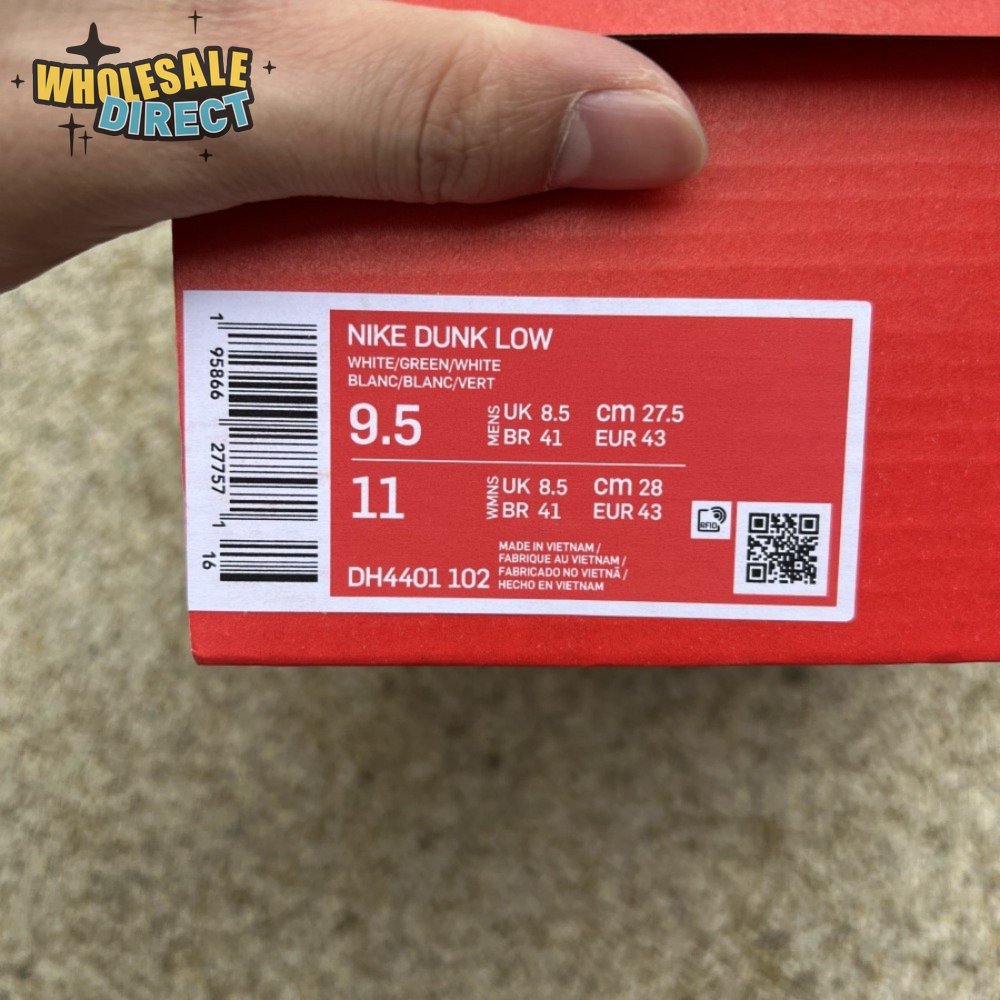 WHOLESALE
DIRECT
NIKE DUNK LOW
WHITE/GREEN/WHITE
BLANC/BLANC/VERT
9.5 MENS UK 8.5 cm 27.5
BR 41 EUR 43
11 WMNS UK 8.5 cm 28
BR 41 EUR 43
MADE IN VIETNAM /
FABRIQUE AU VIETNAM /
FABRICADO NO VIETNÃ /
HECHO EN VIETNAM
DH4401 102
RFID
1 95866 27757 1 16